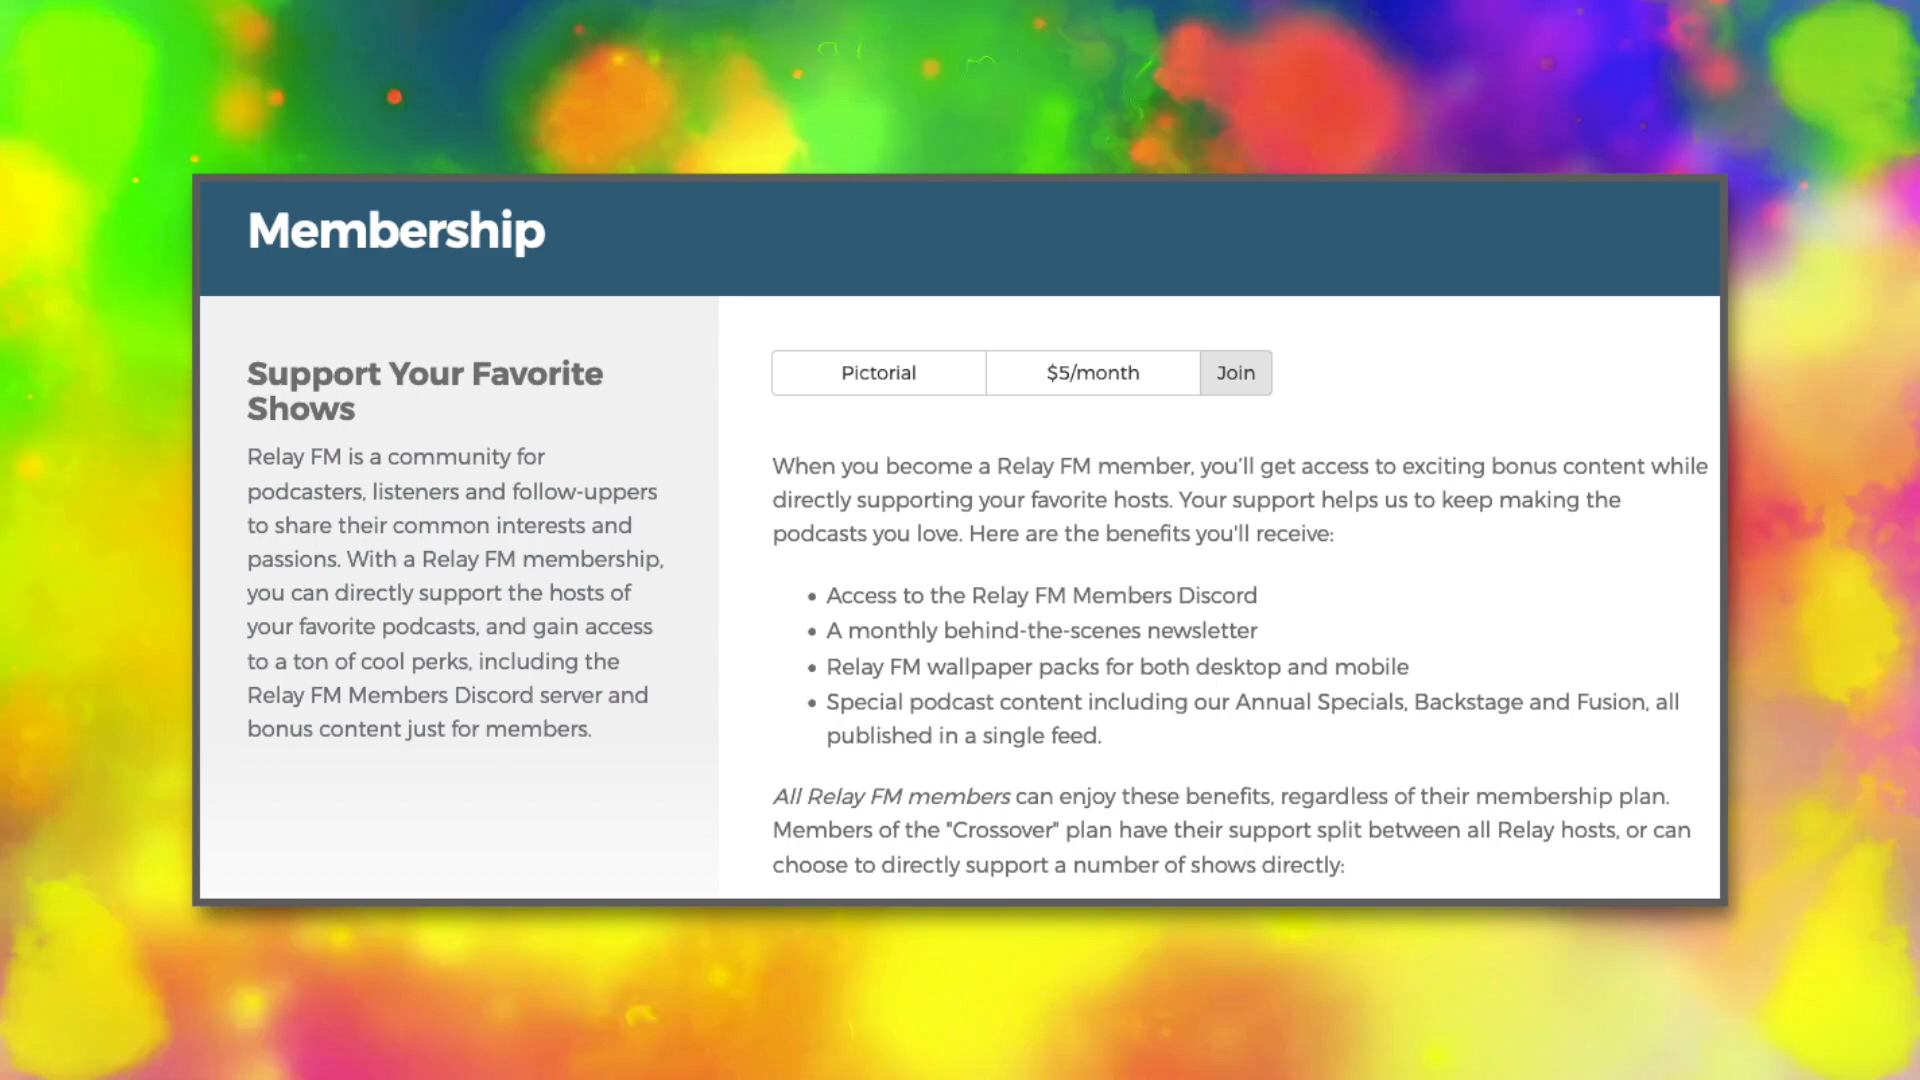 Membership
Support Your Favorite
Shows
Relay FM is a community for
podcasters, listeners and follow-uppers
to share their common interests and
passions. With a Relay FM membership,
you can directly support the hosts of
your favorite podcasts, and gain access
to a ton of cool perks, including the
Relay FM Members Discord server and
bonus content just for members.
Pictorial $5/month Join
When you become a Relay FM member, you’ll get access to exciting bonus content while
directly supporting your favorite hosts. Your support helps us to keep making the
podcasts you love. Here are the benefits you'll receive:
• Access to the Relay FM Members Discord
• A monthly behind-the-scenes newsletter
• Relay FM wallpaper packs for both desktop and mobile
• Special podcast content including our Annual Specials, Backstage and Fusion, all
published in a single feed.
All Relay FM members can enjoy these benefits, regardless of their membership plan.
Members of the "Crossover" plan have their support split between all Relay hosts, or can
choose to directly support a number of shows directly: